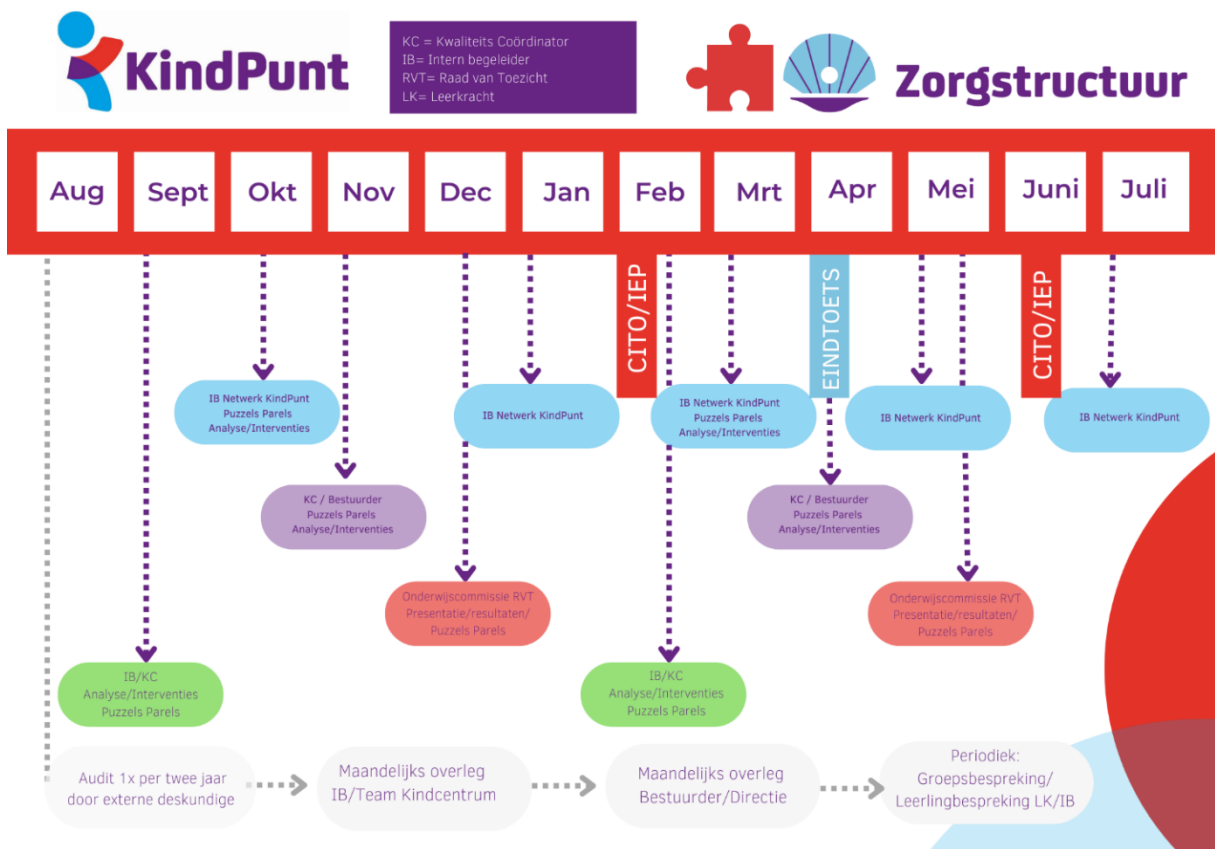 KindPunt
KC = Kwaliteits Coördinator
IB= Intern begeleider
RVT= Raad van Toezicht
LK= Leerkracht
Zorgstructuur
Aug
Sept
Okt
Nov
Dec
Jan
Feb
Mrt
Apr
Mei
Juni
Juli
CITO/IEP
EINDTOETS
CITO/IEP
IB Netwerk KindPunt
Puzzels Parels
Analyse/Interventies
IB Netwerk KindPunt
IB Netwerk KindPunt
Puzzels Parels
Analyse/Interventies
IB Netwerk KindPunt
IB Netwerk KindPunt
KC / Bestuurder
Puzzels Parels
Analyse/Interventies
KC / Bestuurder
Puzzels Parels
Analyse/Interventies
Onderwijscommissie RVT
Presentatie/resultaten/
Puzzels Parels
Onderwijscommissie RVT
Presentatie/resultaten/
Puzzels Parels
IB/KC
Analyse/Interventies
Puzzels Parels
IB/KC
Analyse/Interventies
Puzzels Parels
Audit 1x per twee jaar
door externe deskundige
Maandelijks overleg
IB/Team Kindcentrum
Maandelijks overleg
Bestuurder/Directie
Periodiek:
Groepsbespreking/
Leerlingbespreking LK/IB